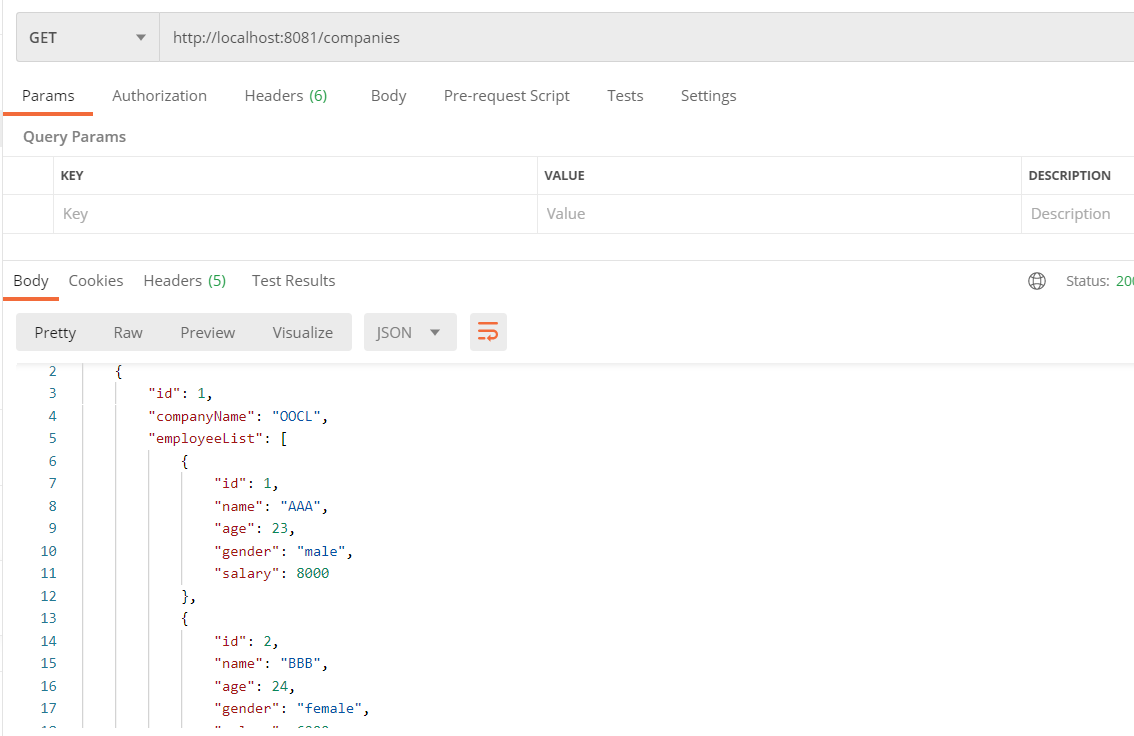 GET http://localhost:8081/companies
Params Authorization Headers (6) Body Pre-request Script Tests Settings
Query Params
KEY VALUE DESCRIPTION
Key Value Description
Body Cookies Headers (5) Test Results Status: 200
Pretty Raw Preview Visualize JSON
2 {
3 "id": 1,
4 "companyName": "OOCL",
5 "employeeList": [
6 {
7 "id": 1,
8 "name": "AAA",
9 "age": 23,
10 "gender": "male",
11 "salary": 8000
12 },
13 {
14 "id": 2,
15 "name": "BBB",
16 "age": 24,
17 "gender": "female",